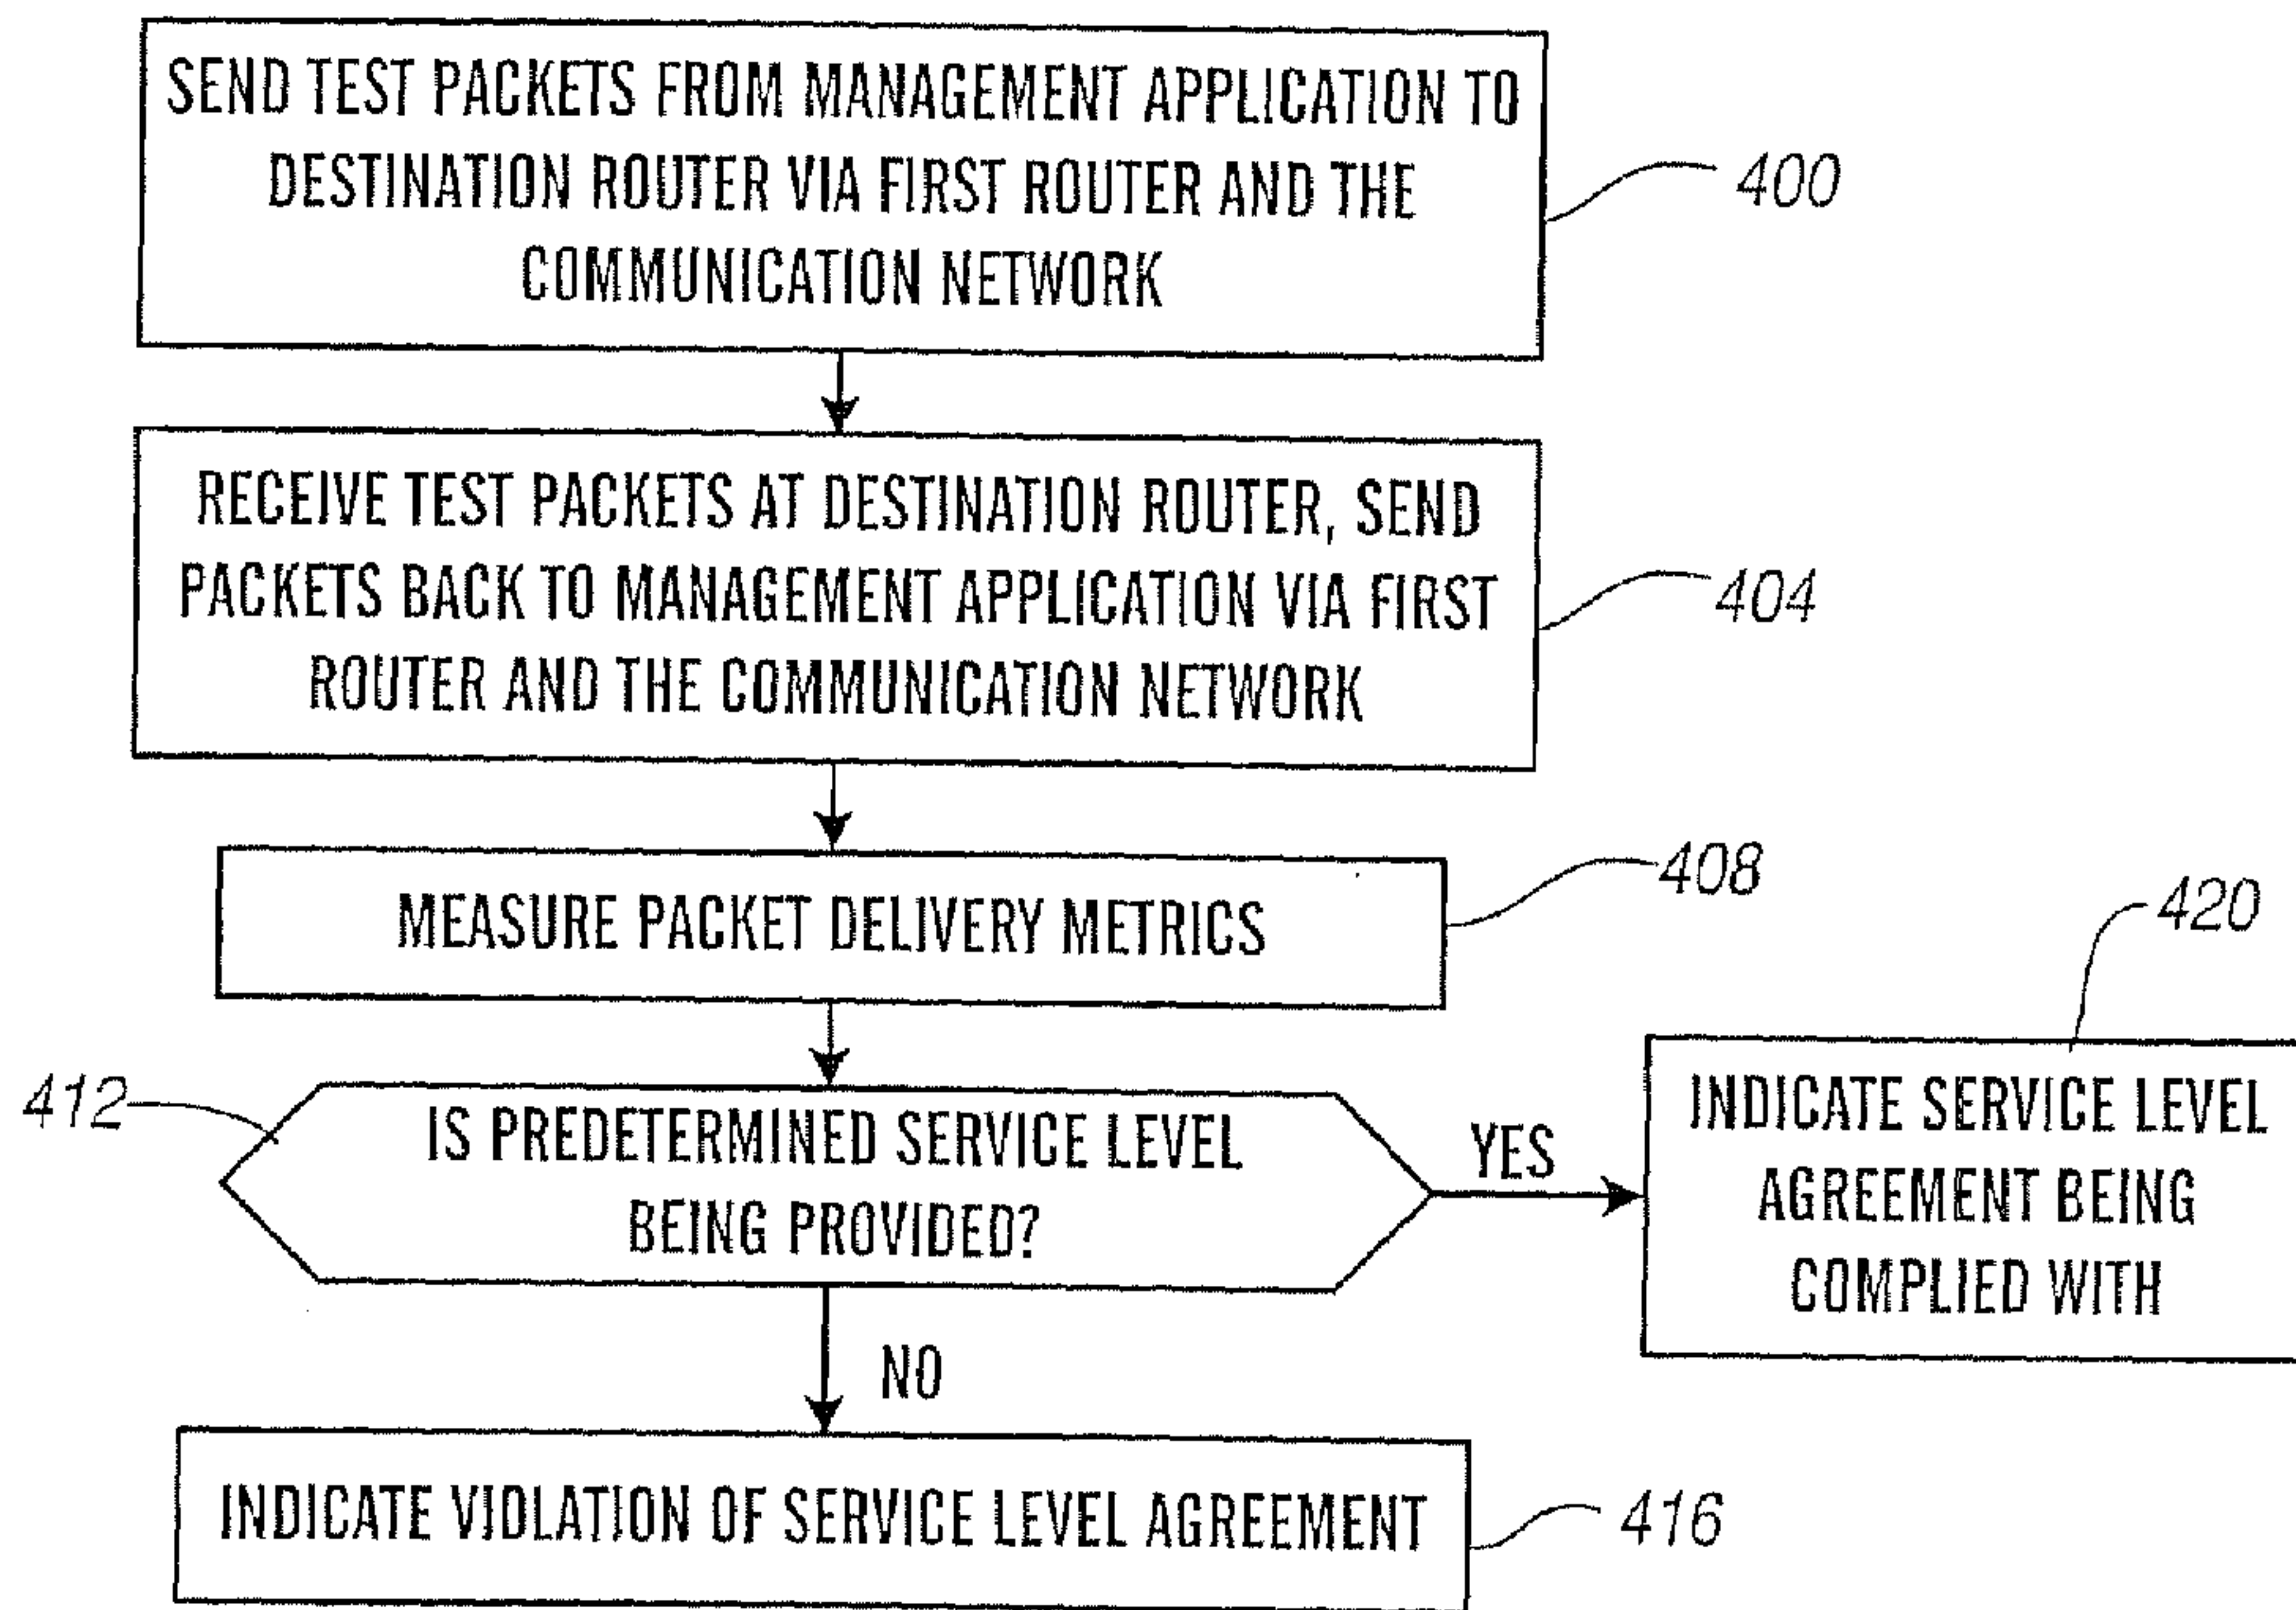 SEND TEST PACKETS FROM MANAGEMENT APPLICATION TO
DESTINATION ROUTER VIA FIRST ROUTER AND THE
COMMUNICATION NETWORK
400
RECEIVE TEST PACKETS AT DESTINATION ROUTER, SEND
PACKETS BACK TO MANAGEMENT APPLICATION VIA FIRST
ROUTER AND THE COMMUNICATION NETWORK
404
MEASURE PACKET DELIVERY METRICS
408
412
IS PREDETERMINED SERVICE LEVEL
BEING PROVIDED?
YES
420
INDICATE SERVICE LEVEL
AGREEMENT BEING
COMPLIED WITH
NO
INDICATE VIOLATION OF SERVICE LEVEL AGREEMENT
416